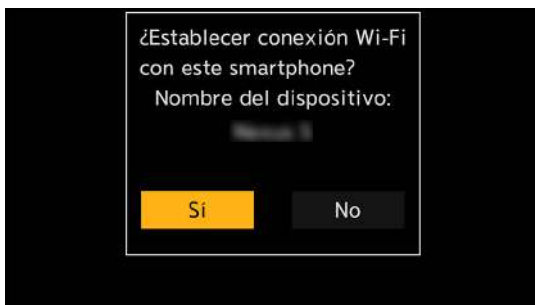 ¿Establecer conexión Wi-Fi
con este smartphone?
Nombre del dispositivo:
Sí No